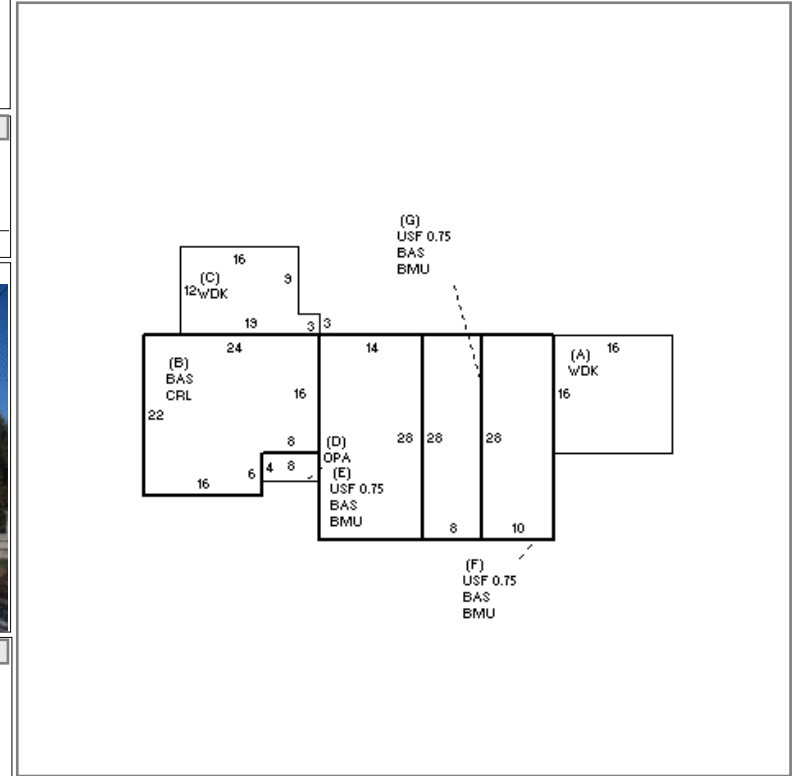 (G)
USF 0.75
BAS
BMU
16
9
(C)
12 WDK
19
3 3
24
14
16
(B)
BAS
CRL
(A)
WDK
16
16
22
8
(D)
OPA
28 28 28
6 4 8
(E)
USF 0.75
BAS
BMU
16
8
10
(F)
USF 0.75
BAS
BMU